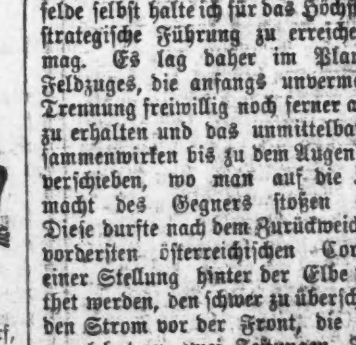 felde selbst halte ich für das Höchst
strategische Führung zu erreiche
mag. Es lag daher im Plan
Feldzuges, die anfangs unverme
Trennung freiwillig noch ferner a
zu erhalten und das unmittelba
sammenwirken bis zu dem Augen
verschieben, wo man auf die
macht des Gegners stoßen
Diese durfte nach dem Zurückweic
vordersten österreichischen Cor
einer Stellung hinter der Elbe
thet werden, den schwer zu übersch
den Strom vor der Front, die